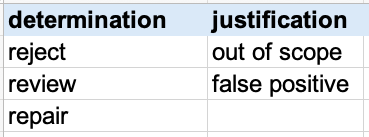 determination justification
reject out of scope
review false positive
repair